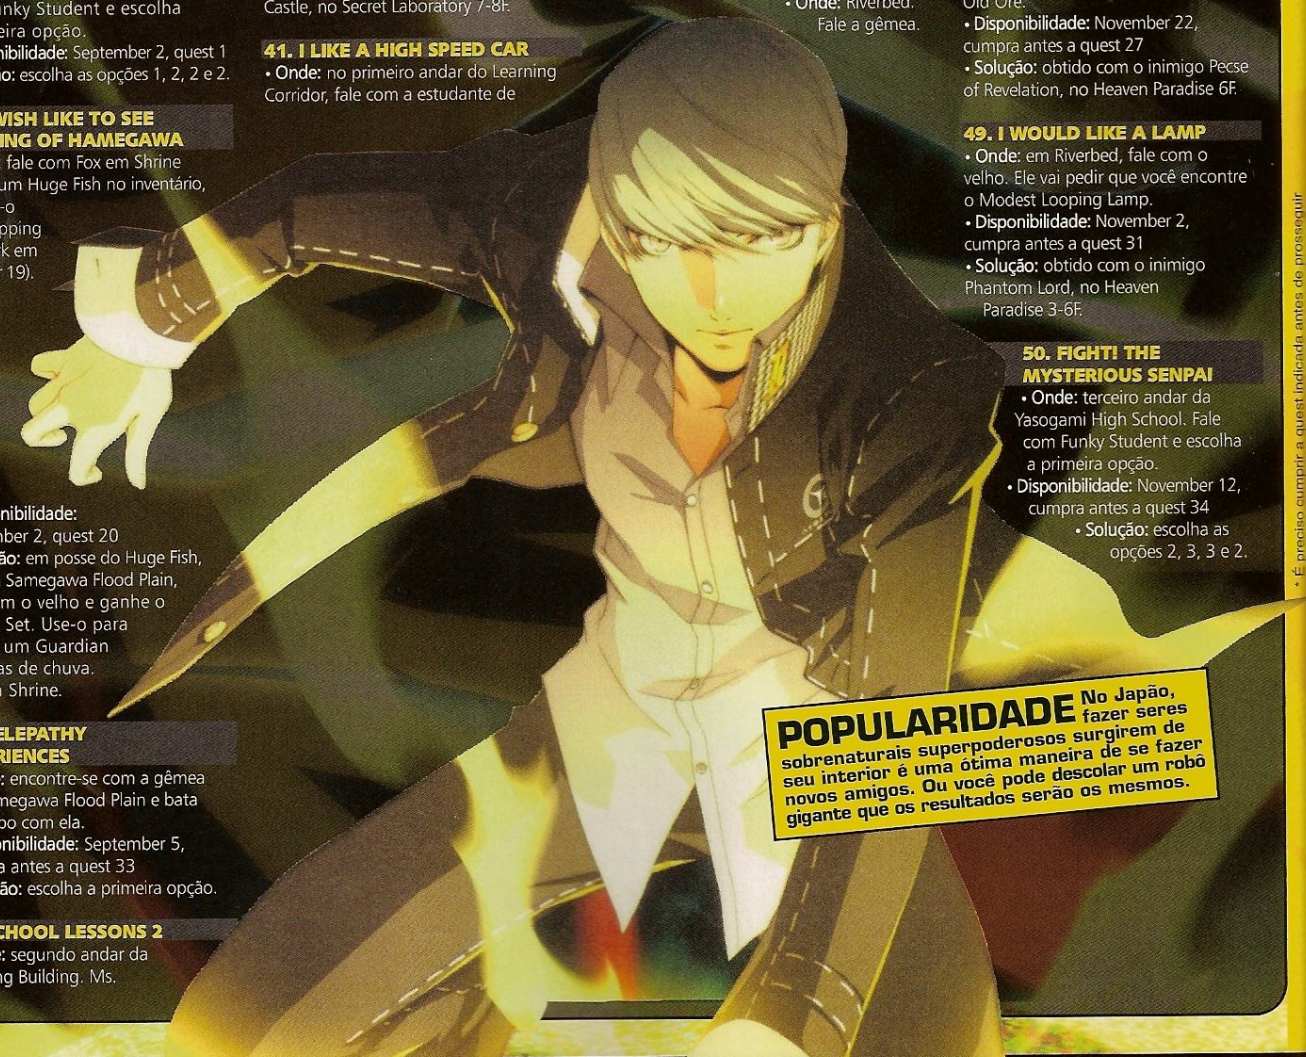 unky Student e escolha
eira opção.
nibilidade: September 2, quest 1
ão: escolha as opções 1, 2, 2 e 2.
WISH LIKE TO SEE
ING OF HAMEGAWA
: fale com Fox em Shrine
um Huge Fish no inventário,
-o
pping
k em
19).
nibilidade:
ber 2, quest 20
ão: em posse do Huge Fish,
Samegawa Flood Plain,
m o velho e ganhe o
Set. Use-o para
um Guardian
as de chuva.
Shrine.
ELEPATHY
RIENCES
: encontre-se com a gêmea
megawa Flood Plain e bata
po com ela.
onibilidade: September 5,
a antes a quest 33
ão: escolha a primeira opção.
CHOOL LESSONS 2
: segundo andar da
ng Building. Ms.
Castle, no Secret Laboratory 7-8F.
41. I LIKE A HIGH SPEED CAR
• Onde: no primeiro andar do Learning
Corridor, fale com a estudante de
• Onde: Riverbed.
Fale a gêmea.
Old Ore.
• Disponibilidade: November 22,
cumpra antes a quest 27
• Solução: obtido com o inimigo Pecse
of Revelation, no Heaven Paradise 6F.
49. I WOULD LIKE A LAMP
• Onde: em Riverbed, fale com o
velho. Ele vai pedir que você encontre
o Modest Looping Lamp.
• Disponibilidade: November 2,
cumpra antes a quest 31
• Solução: obtido com o inimigo
Phantom Lord, no Heaven
Paradise 3-6F.
50. FIGHT! THE
MYSTERIOUS SENPAI
• Onde: terceiro andar da
Yasogami High School. Fale
com Funky Student e escolha
a primeira opção.
• Disponibilidade: November 12,
cumpra antes a quest 34
• Solução: escolha as
opções 2, 3, 3 e 2.
POPULARIDADE No Japão,
fazer seres
sobrenaturais superpoderosos surgirem de
seu interior é uma ótima maneira de se fazer
novos amigos. Ou você pode descolar um robô
gigante que os resultados serão os mesmos.
* É preciso cumprir a quest indicada antes de prosseguir